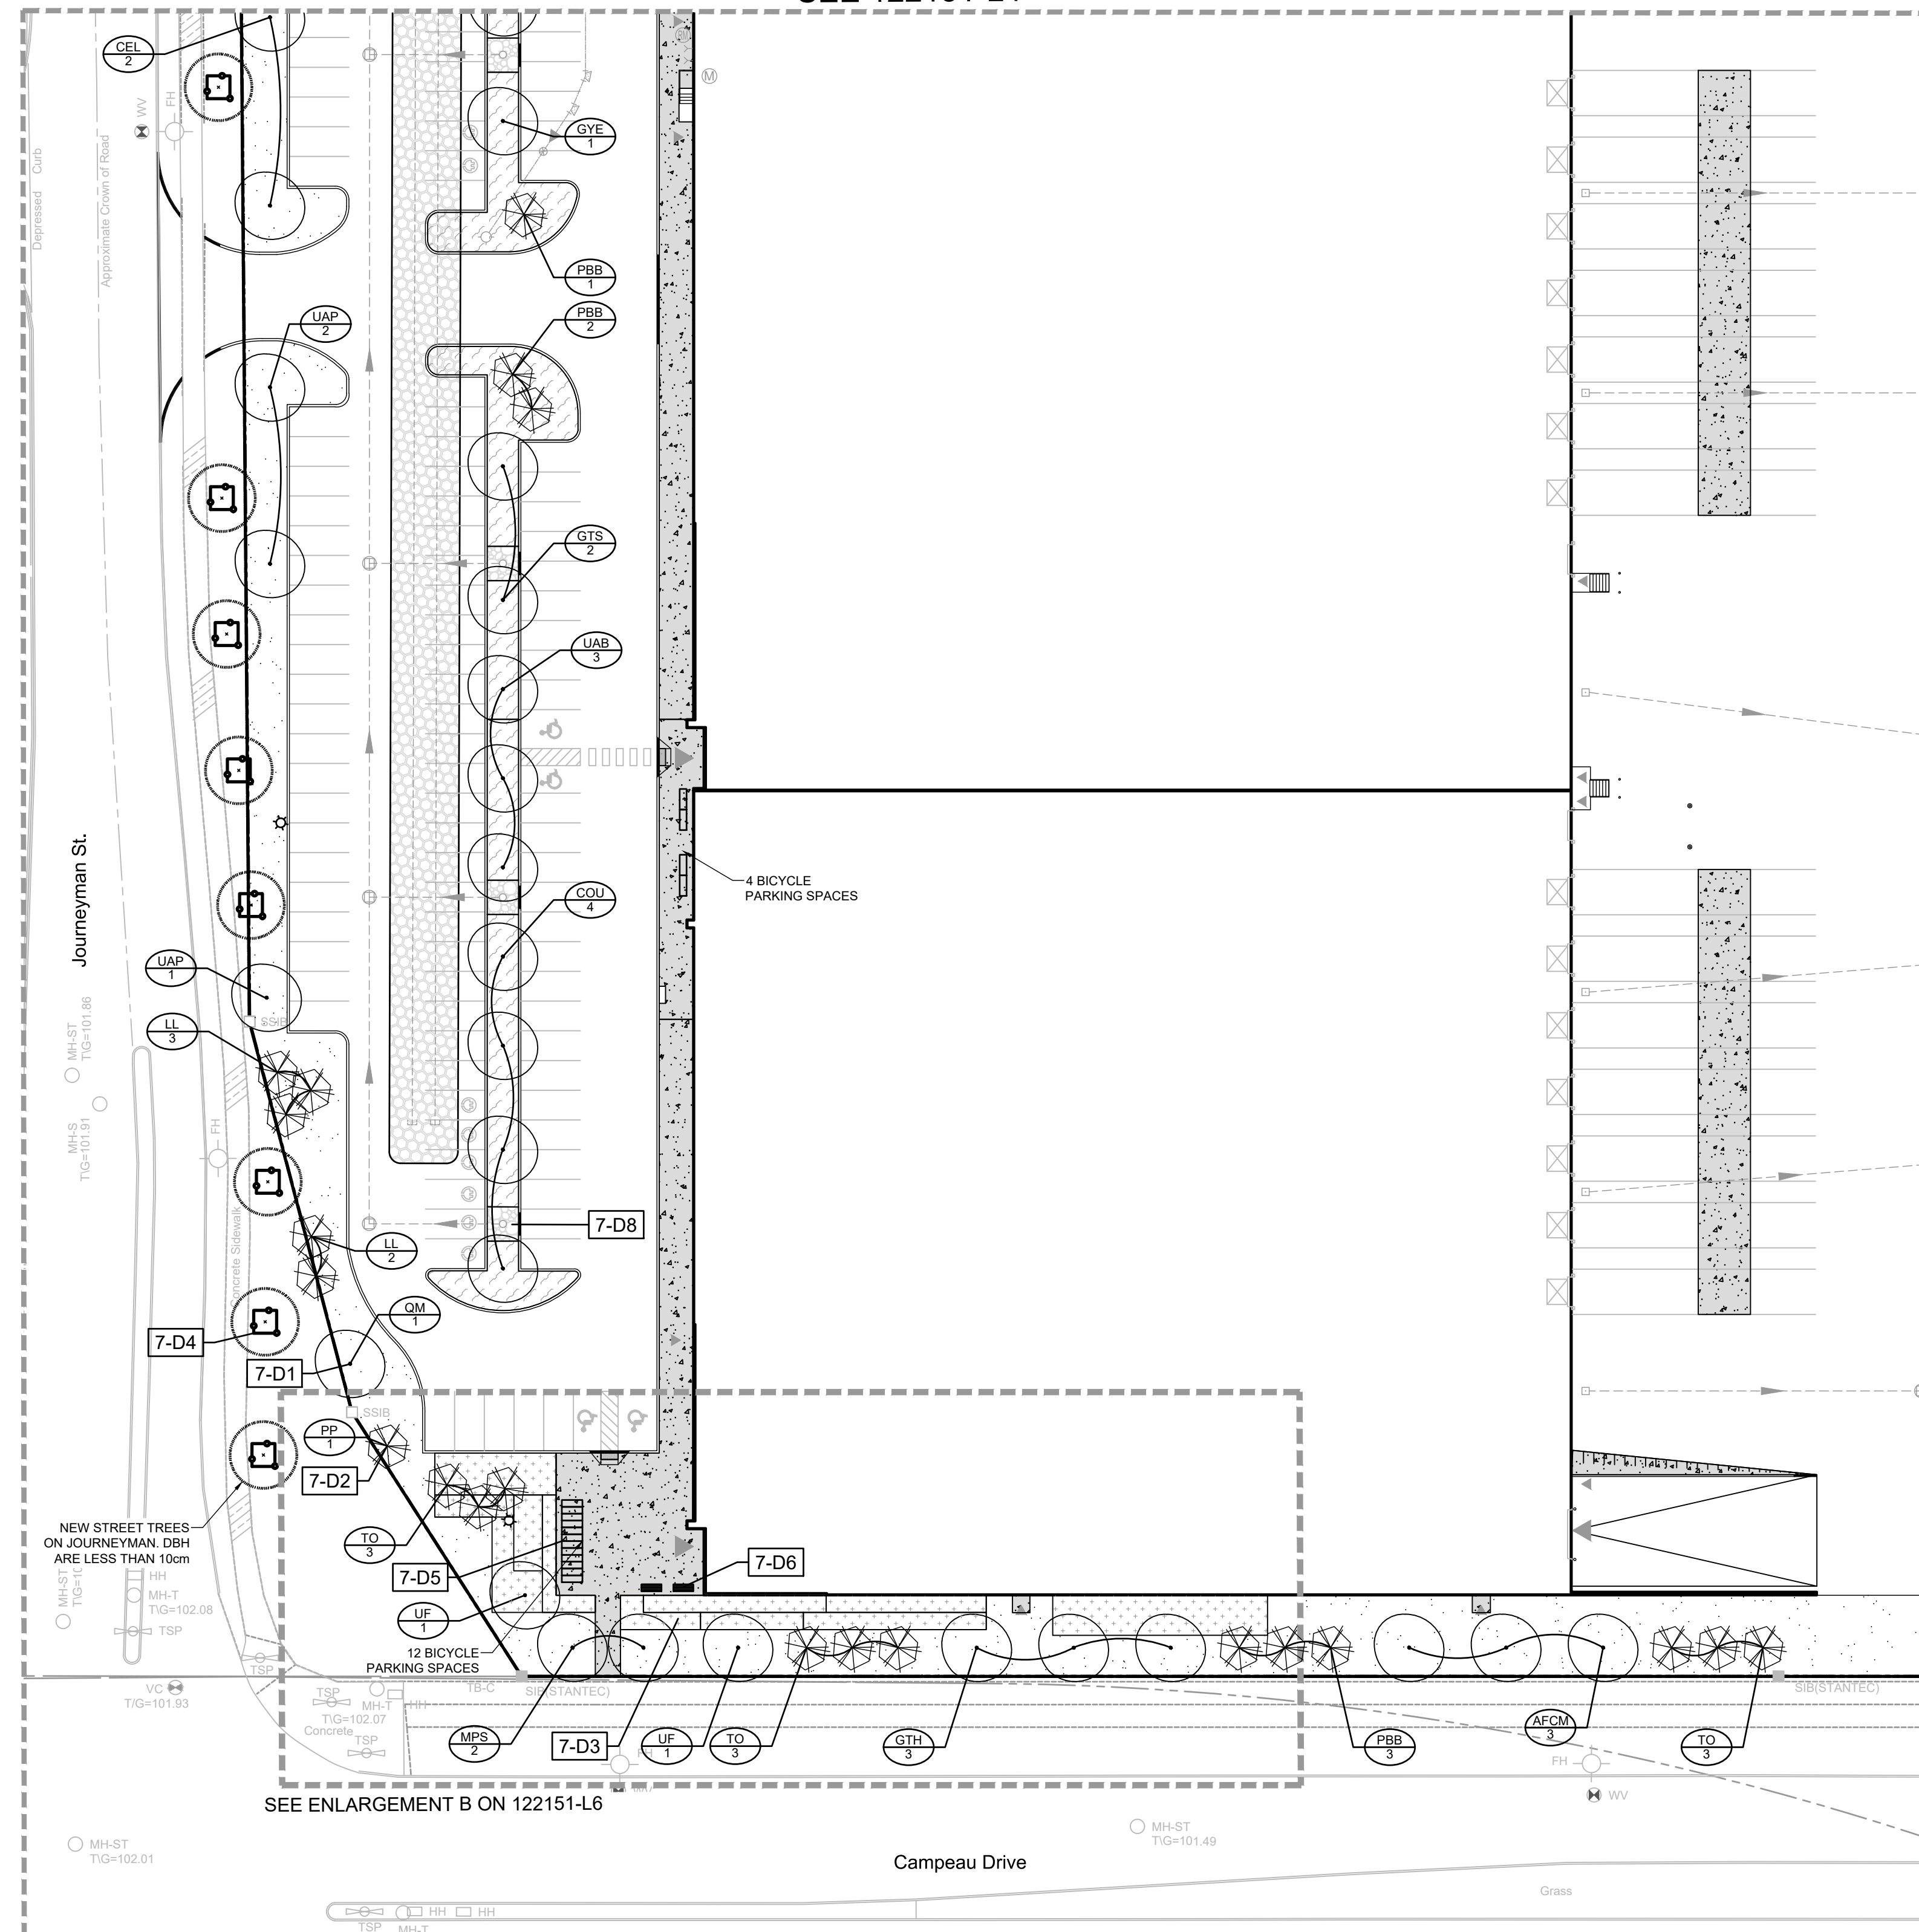 CEL
2
WV
FH
M
Depressed Curb
Approximate Crown of Road
GYE
1
PBB
1
PBB
2
UAP
2
GTS
2
UAB
3
4 BICYCLE
PARKING SPACES
COU
4
Journeyman St.
UAP
1
SSIB
LL
3
MH-ST
T\G=101.86
MH-S
T\G=101.91
FH
7-D8
LL
2
Concrete Sidewalk
QM
1
7-D4
7-D1
SSIB
PP
1
7-D2
NEW STREET TREES
ON JOURNEYMAN. DBH
ARE LESS THAN 10cm
TO
3
7-D5
7-D6
UF
1
12 BICYCLE
PARKING SPACES
HH
MH-T
T\G=102.08
MH-ST
TSP
TSP
VC
T/G=101.93
TSP
MH-T
HH
T\G=102.07
Concrete
TSP
TB-C
SIB(STANTEC)
SIB(STANTEC)
MPS
2
7-D3
UF
1
TO
3
GTH
3
PBB
3
AFCM
3
TO
3
FH
FH
WV
SEE ENLARGEMENT B ON 122151-L6
MH-ST
T\G=102.01
MH-ST
T\G=101.49
Campeau Drive
Grass
HH
HH
TSP
MH-T